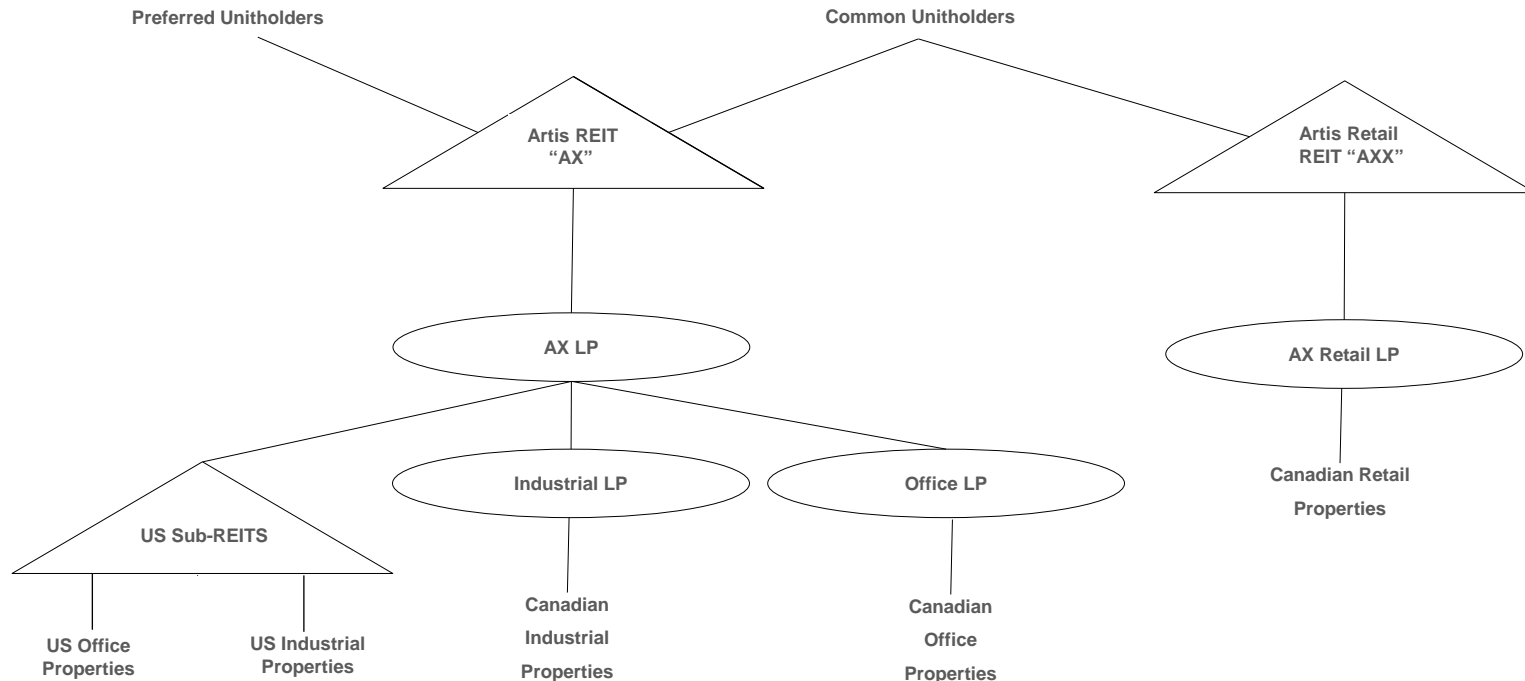 Preferred Unitholders
Common Unitholders
Artis REIT
“AX”
Artis Retail
REIT “AXX”
AX LP
AX Retail LP
Industrial LP
Office LP
Canadian Retail
Properties
US Sub-REITS
US Office
Properties
US Industrial
Properties
Canadian
Industrial
Properties
Canadian
Office
Properties